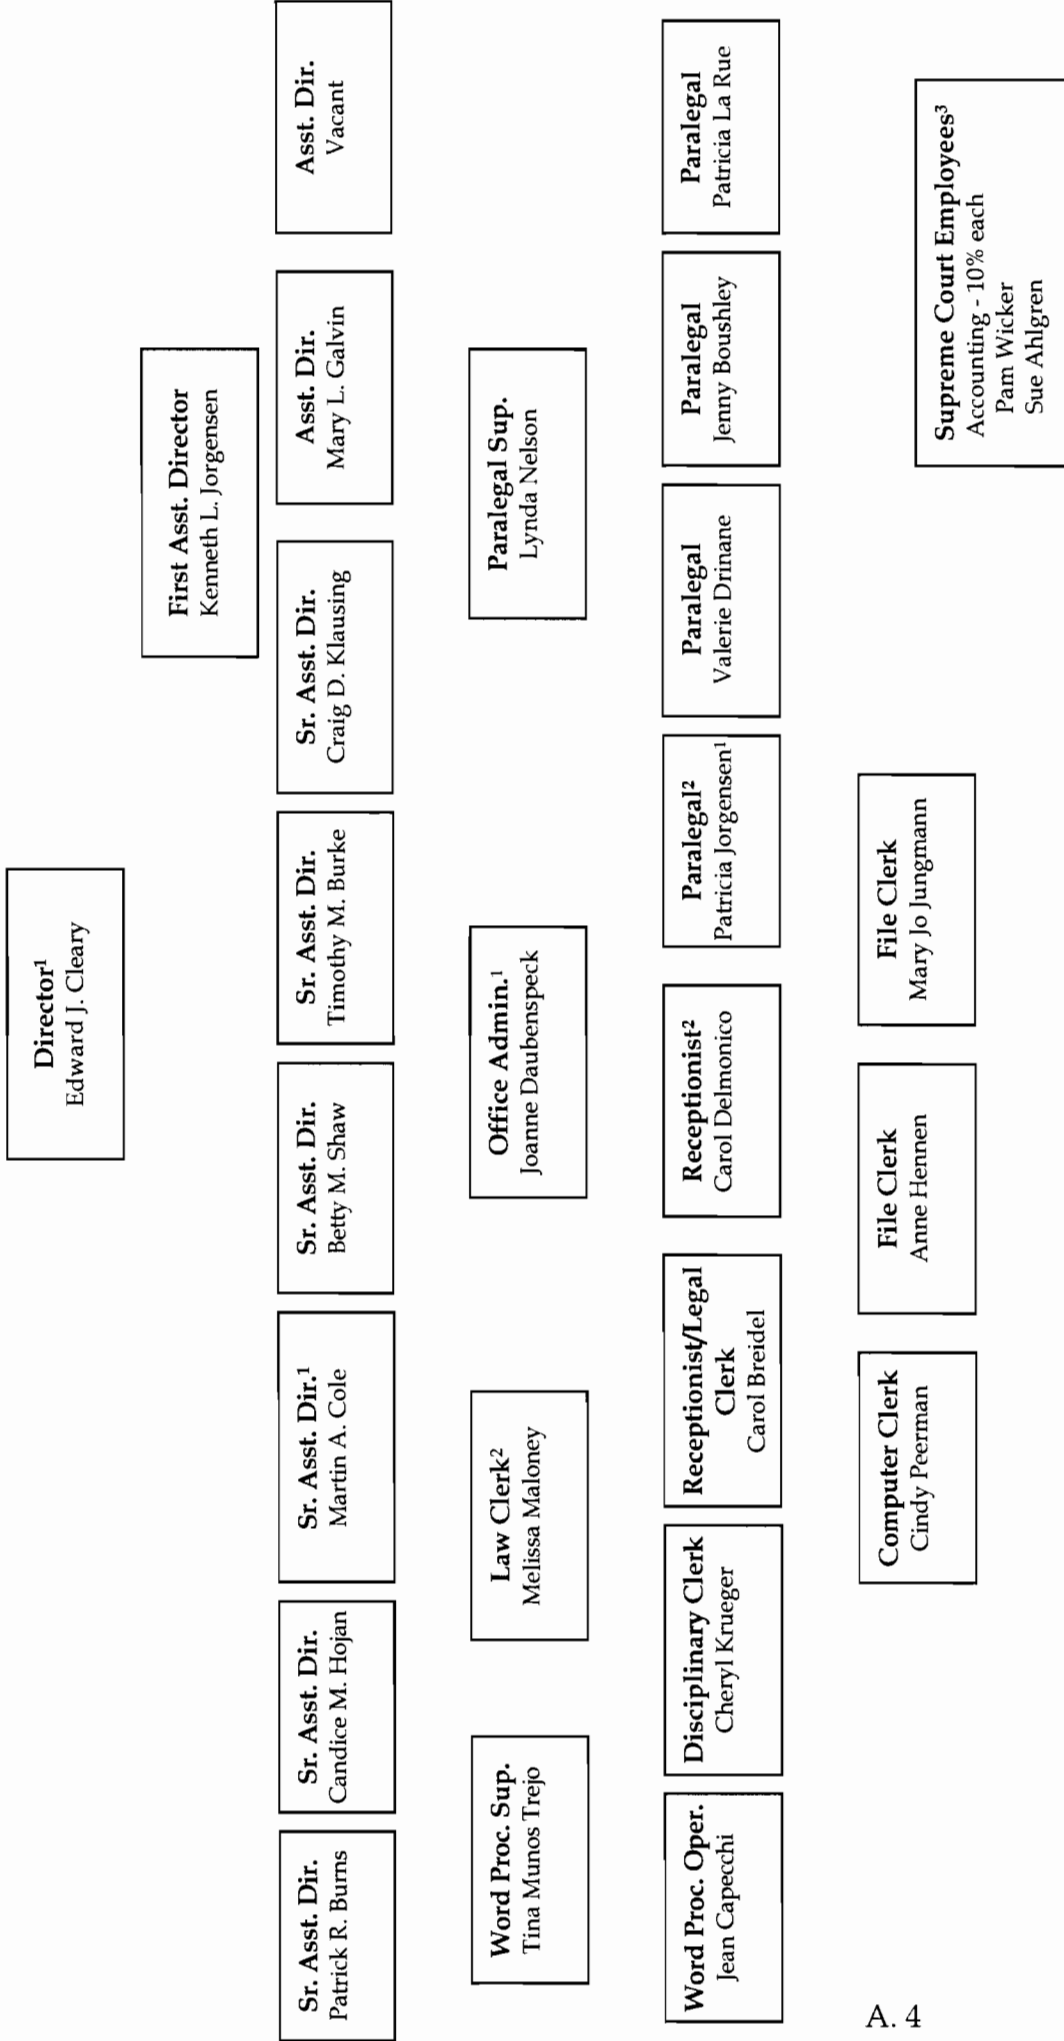 Director¹
Edward J. Cleary
First Asst. Director
Kenneth L. Jorgensen
Sr. Asst. Dir.
Patrick R. Burns
Sr. Asst. Dir.
Candice M. Hojan
Sr. Asst. Dir.¹
Martin A. Cole
Sr. Asst. Dir.
Betty M. Shaw
Sr. Asst. Dir.
Timothy M. Burke
Sr. Asst. Dir.
Craig D. Klausing
Asst. Dir.
Mary L. Galvin
Asst. Dir.
Vacant
Word Proc. Sup.
Tina Munos Trejo
Law Clerk²
Melissa Maloney
Office Admin.¹
Joanne Daubenspeck
Paralegal Sup.
Lynda Nelson
Word Proc. Oper.
Jean Capecchi
Disciplinary Clerk
Cheryl Krueger
Receptionist/Legal
Clerk
Carol Breidel
Receptionist²
Carol Delmonico
Paralegal²
Patricia Jorgensen¹
Paralegal
Valerie Drinane
Paralegal
Jenny Boushley
Paralegal
Patricia La Rue
Computer Clerk
Cindy Peerman
File Clerk
Anne Hennen
File Clerk
Mary Jo Jungmann
Supreme Court Employees³
Accounting - 10% each
Pam Wicker
Sue Ahlgren
A. 4